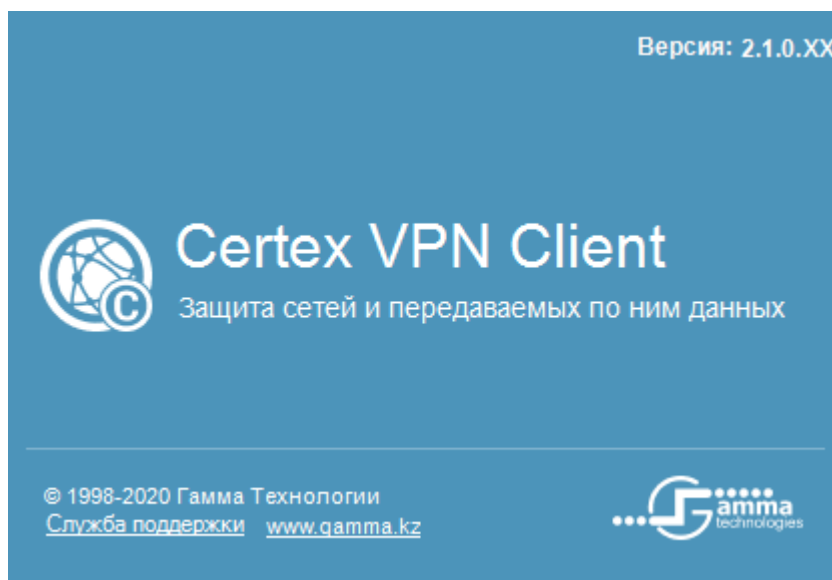 Версия: 2.1.0.XX
Certex VPN Client
Защита сетей и передаваемых по ним данных
© 1998-2020 Гамма Технологии
Служба поддержки www.gamma.kz
Gamma
technologies